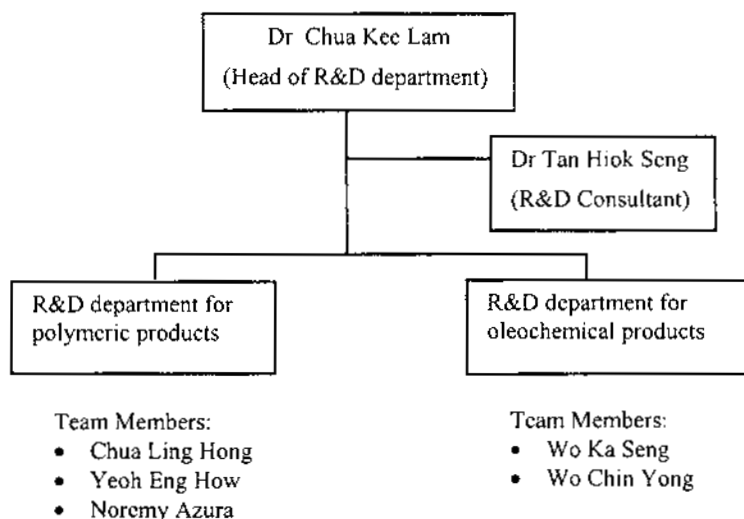 Dr Chua Kee Lam
(Head of R&D department)
Dr Tan Hiok Seng
(R&D Consultant)
R&D department for
polymeric products
R&D department for
oleochemical products
Team Members:
• Chua Ling Hong
• Yeoh Eng How
• Noremy Azura
Team Members:
• Wo Ka Seng
• Wo Chin Yong